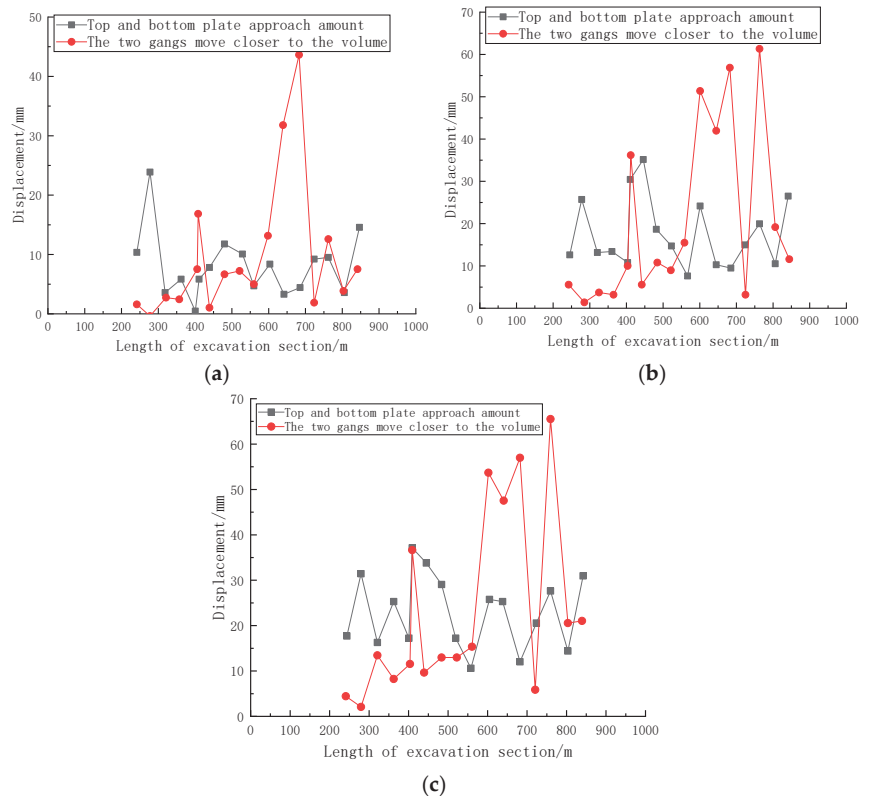 Top and bottom plate approach amount
The two gangs move closer to the volume
Displacement/mm
50
40
30
20
10
0
0 100 200 300 400 500 600 700 800 900 1000
Length of excavation section/m
(a)
Top and bottom plate approach amount
The two gangs move closer to the volume
Displacement/mm
70
60
50
40
30
20
10
0
0 100 200 300 400 500 600 700 800 900 1000
Length of excavation section/m
(b)
Top and bottom plate approach amount
The two gangs move closer to the volume
Displacement/mm
70
60
50
40
30
20
10
0
0 100 200 300 400 500 600 700 800 900 1000
Length of excavation section/m
(c)